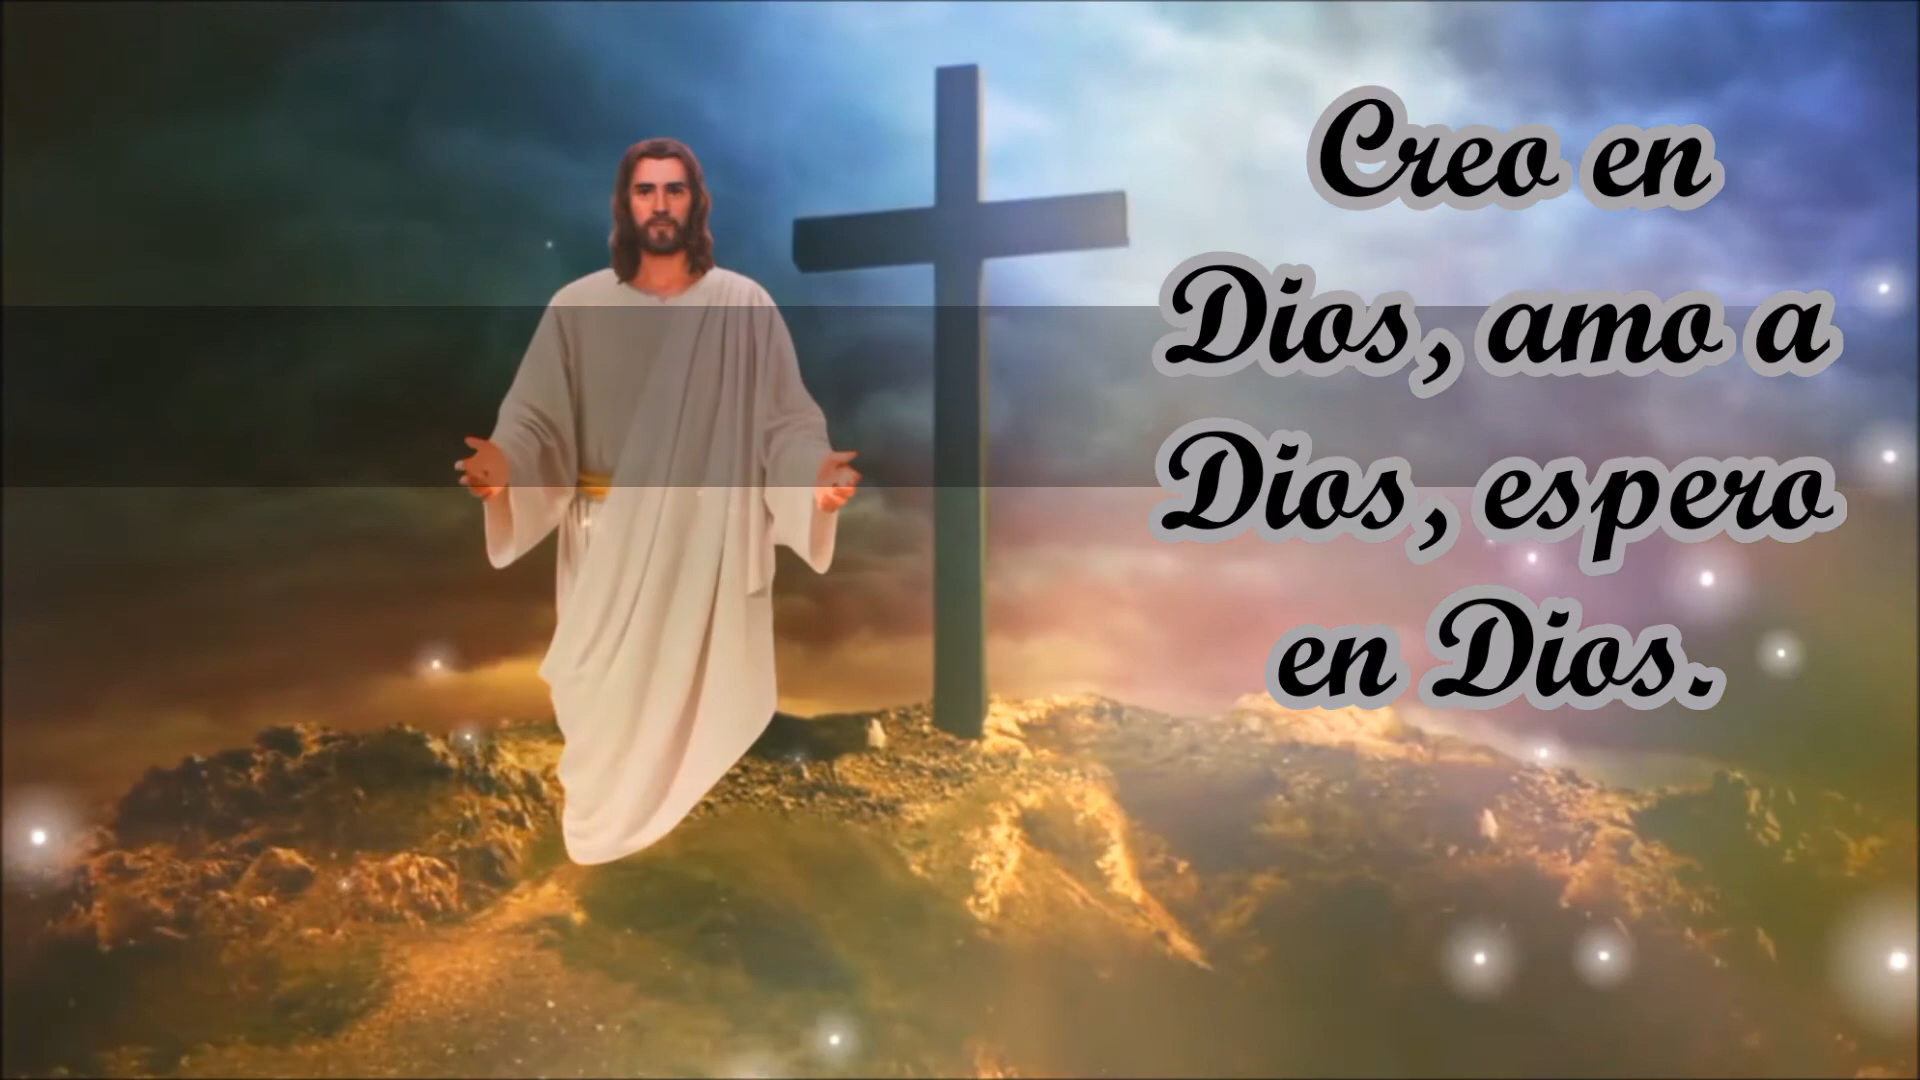 Creo en
Dios, amo a
Dios, espero
en Dios.